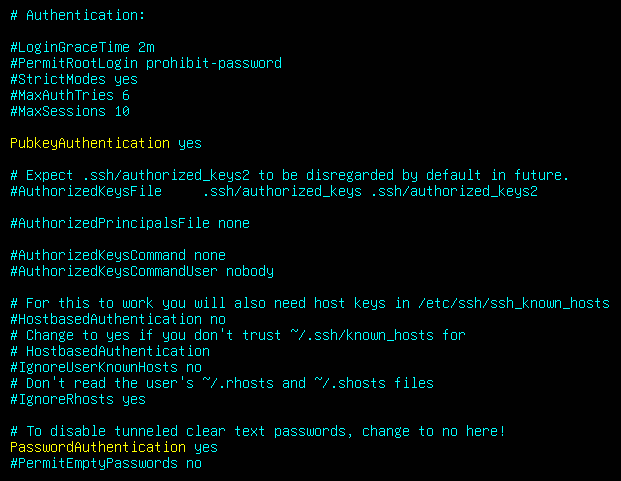 # Authentication:
#LoginGraceTime 2m
#PermitRootLogin prohibit-password
#StrictModes yes
#MaxAuthTries 6
#MaxSessions 10
PubkeyAuthentication yes
# Expect .ssh/authorized_keys2 to be disregarded by default in future.
#AuthorizedKeysFile     .ssh/authorized_keys .ssh/authorized_keys2
#AuthorizedPrincipalsFile none
#AuthorizedKeysCommand none
#AuthorizedKeysCommandUser nobody
# For this to work you will also need host keys in /etc/ssh/ssh_known_hosts
#HostbasedAuthentication no
# Change to yes if you don't trust ~/.ssh/known_hosts for
# HostbasedAuthentication
#IgnoreUserKnownHosts no
# Don't read the user's ~/.rhosts and ~/.shosts files
#IgnoreRhosts yes
# To disable tunneled clear text passwords, change to no here!
PasswordAuthentication yes
#PermitEmptyPasswords no